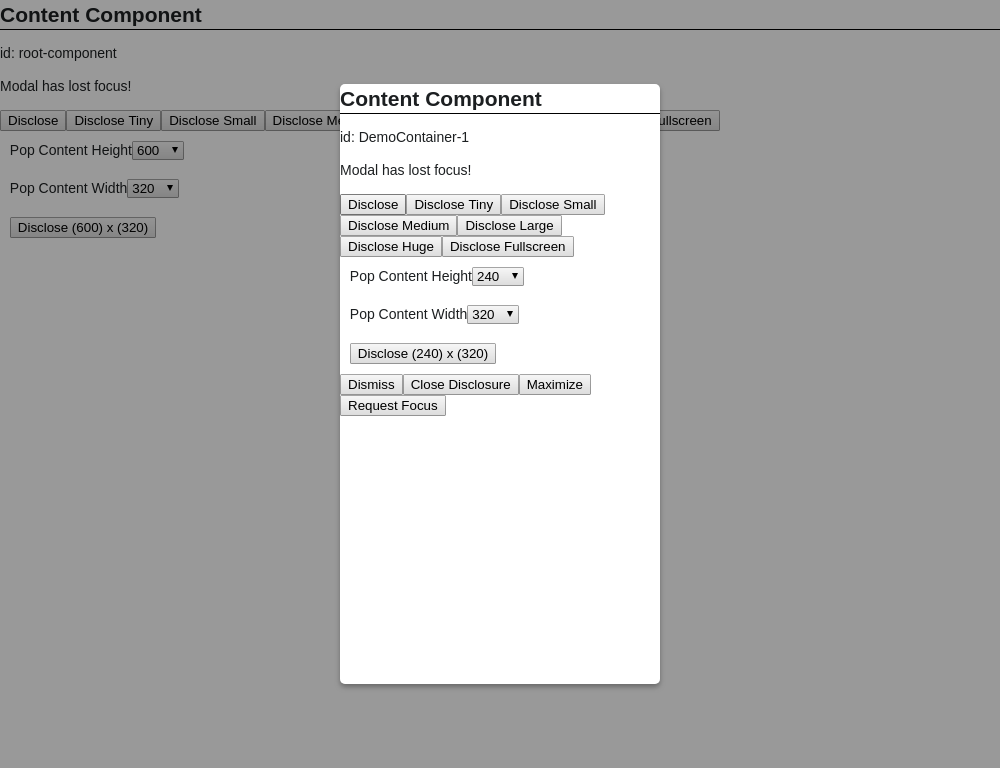 Content Component
id: root-component
Modal has lost focus!
Disclose Disclose Tiny Disclose Small Disclose
Pop Content Height 600
Pop Content Width 320
Disclose (600) x (320)
Content Component
id: DemoContainer-1
Modal has lost focus!
Disclose Disclose Tiny Disclose Small
Disclose Medium Disclose Large
Disclose Huge Disclose Fullscreen
Pop Content Height 240
Pop Content Width 320
Disclose (240) x (320)
Dismiss Close Disclosure Maximize
Request Focus